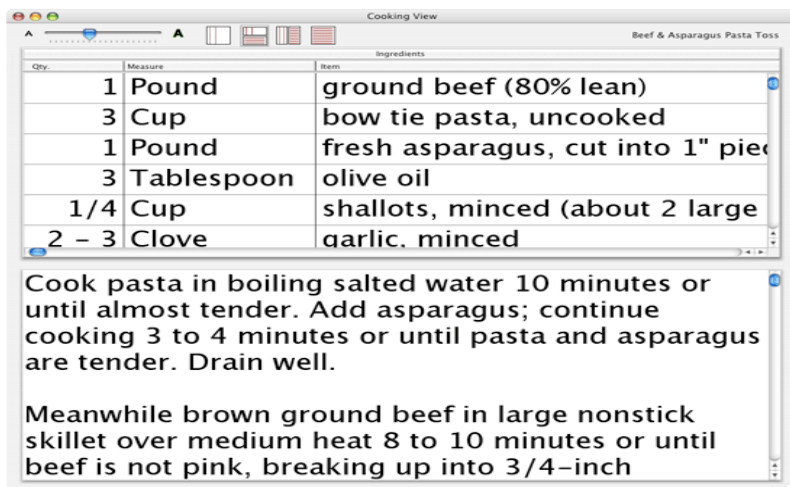 Cooking View
A A Beef & Asparagus Pasta Toss
Ingredients
Qty. Measure Item
1 Pound ground beef (80% lean)
3 Cup bow tie pasta, uncooked
1 Pound fresh asparagus, cut into 1" piec
3 Tablespoon olive oil
1/4 Cup shallots, minced (about 2 large
2 – 3 Clove garlic, minced
Cook pasta in boiling salted water 10 minutes or
until almost tender. Add asparagus; continue
cooking 3 to 4 minutes or until pasta and asparagus
are tender. Drain well.
Meanwhile brown ground beef in large nonstick
skillet over medium heat 8 to 10 minutes or until
beef is not pink, breaking up into 3/4-inch